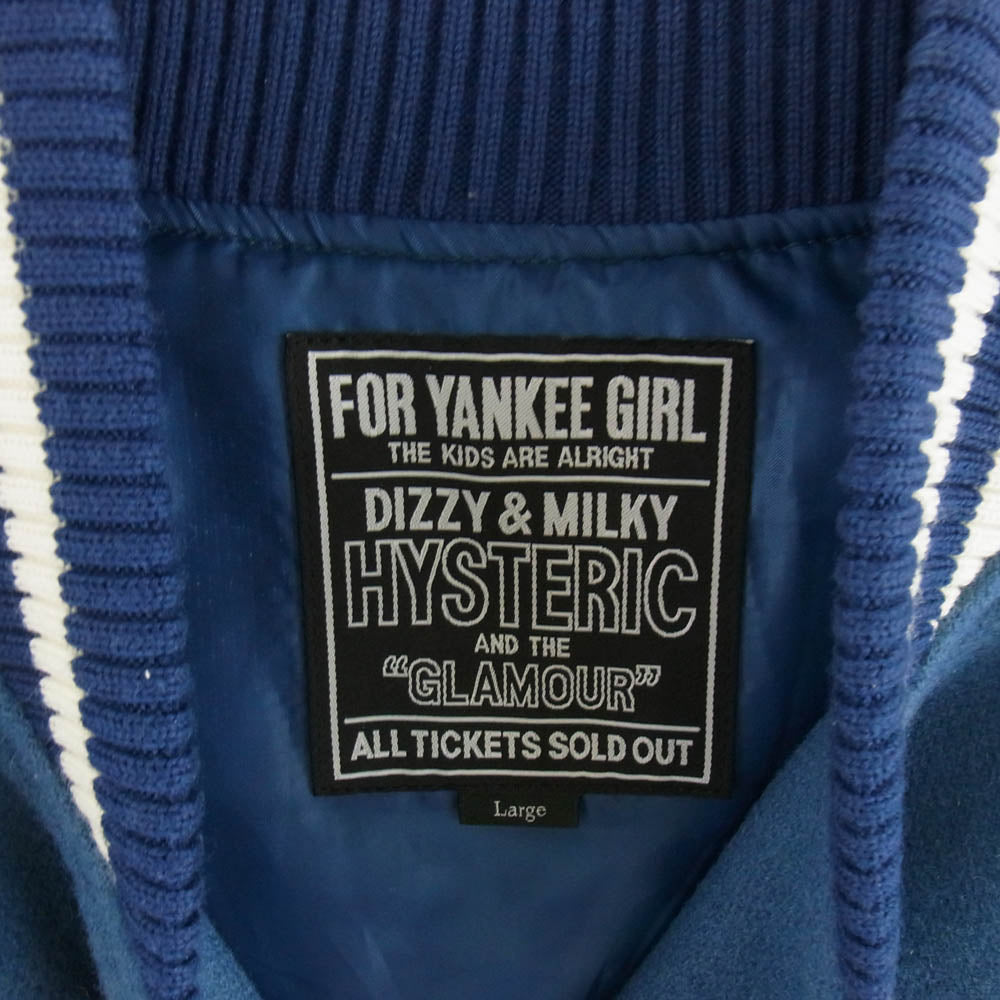 FOR YANKEE GIRL
THE KIDS ARE ALRIGHT
DIZZY & MILKY
HYSTERIC
AND THE
“GLAMOUR”
ALL TICKETS SOLD OUT
Large